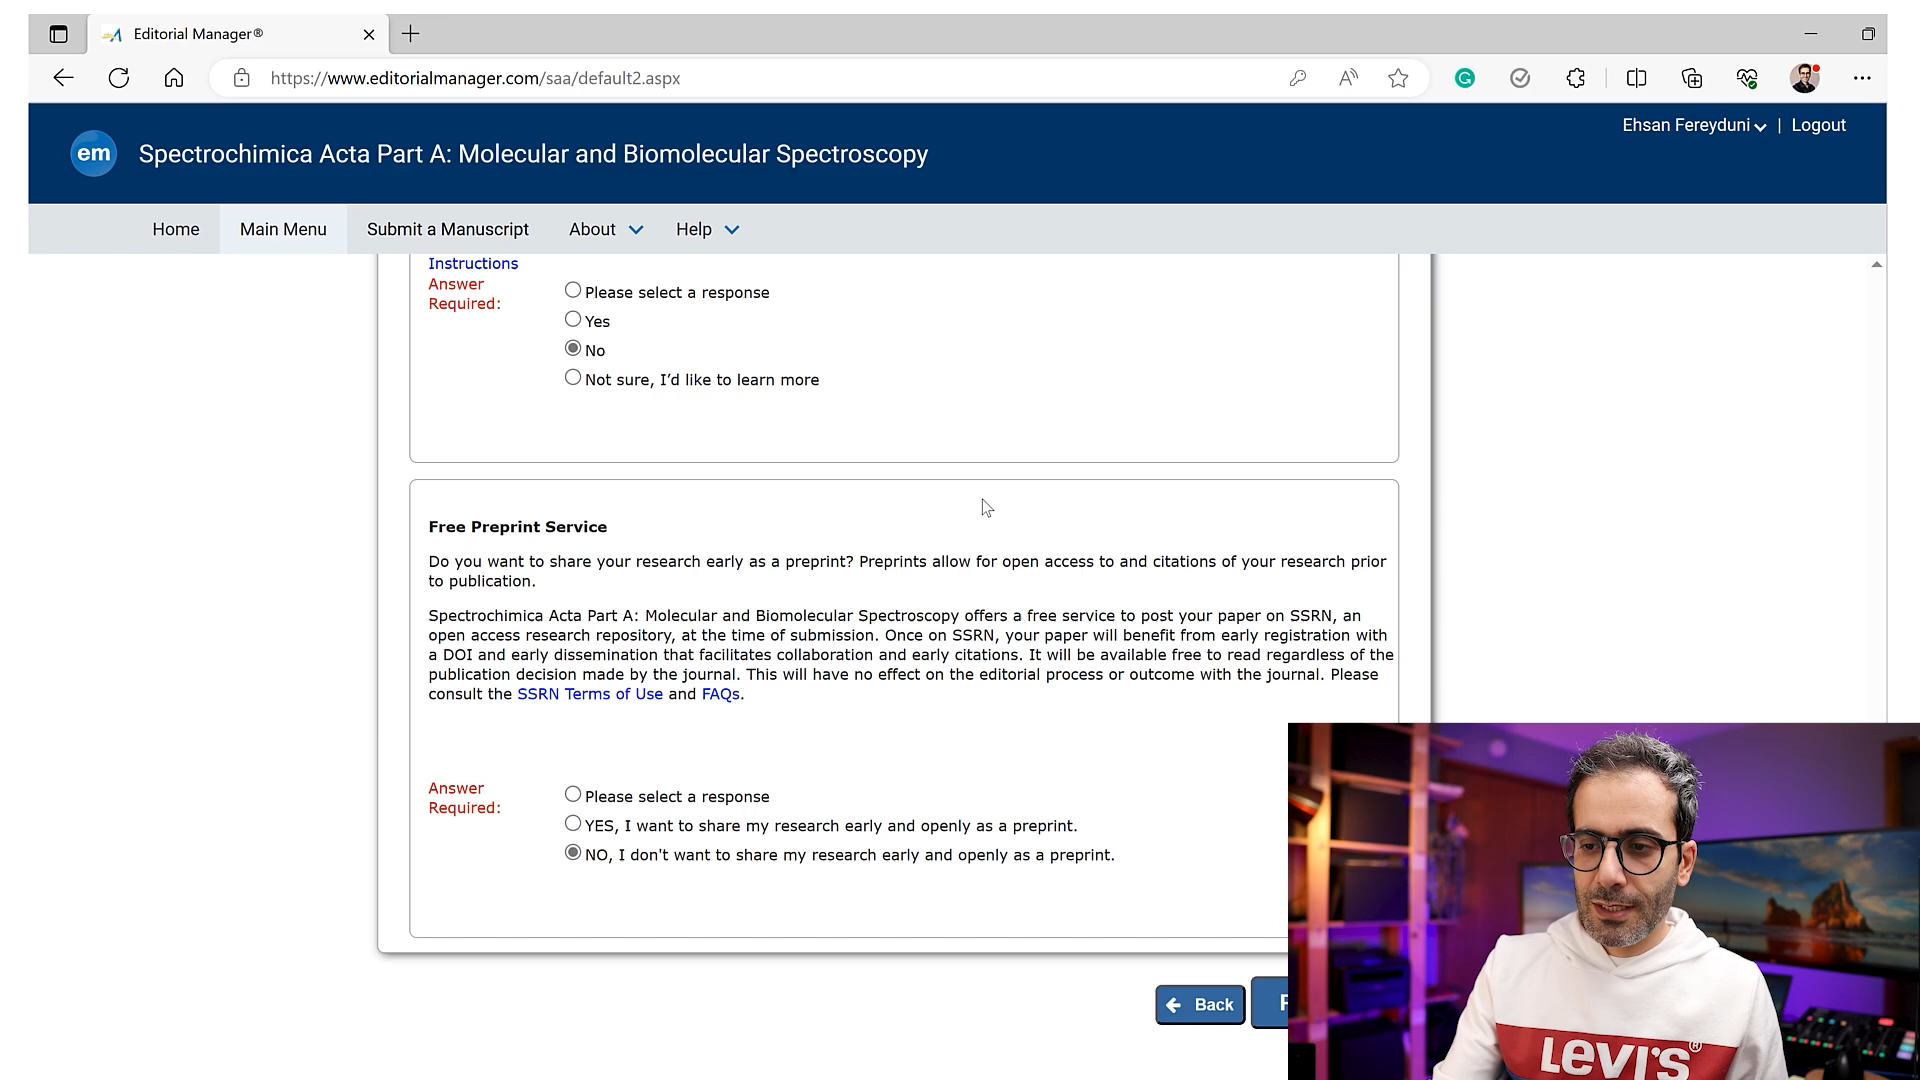 Editorial Manager®
https://www.editorialmanager.com/saa/default2.aspx
Ehsan Fereyduni | Logout
em Spectrochimica Acta Part A: Molecular and Biomolecular Spectroscopy
Home Main Menu Submit a Manuscript About Help
Instructions
Answer Required:
Please select a response
Yes
No
Not sure, I’d like to learn more
Free Preprint Service
Do you want to share your research early as a preprint? Preprints allow for open access to and citations of your research prior
to publication.
Spectrochimica Acta Part A: Molecular and Biomolecular Spectroscopy offers a free service to post your paper on SSRN, an
open access research repository, at the time of submission. Once on SSRN, your paper will benefit from early registration with
a DOI and early dissemination that facilitates collaboration and early citations. It will be available free to read regardless of the
publication decision made by the journal. This will have no effect on the editorial process or outcome with the journal. Please
consult the SSRN Terms of Use and FAQs.
Answer Required:
Please select a response
YES, I want to share my research early and openly as a preprint.
NO, I don't want to share my research early and openly as a preprint.
Back
LEVI'S®